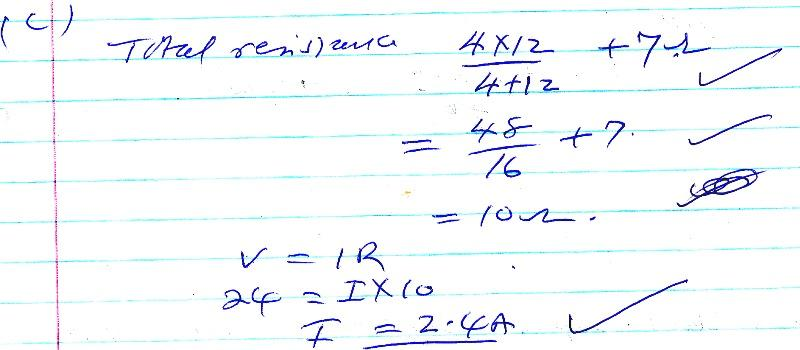 (c)
Total resistance 4×12/4+12 + 7Ω
= 48/16 + 7.
= 10Ω.
V = IR
24 = I×10
I = 2.4A